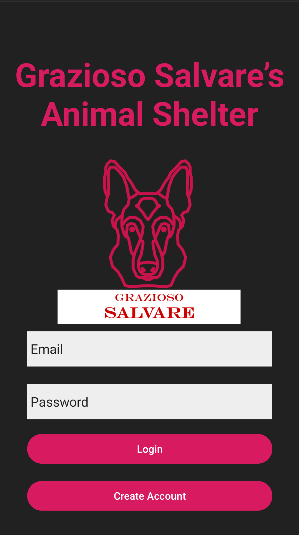 Grazioso Salvare’s
Animal Shelter
GRAZIOSO
SALVARE
Email
Password
Login
Create Account